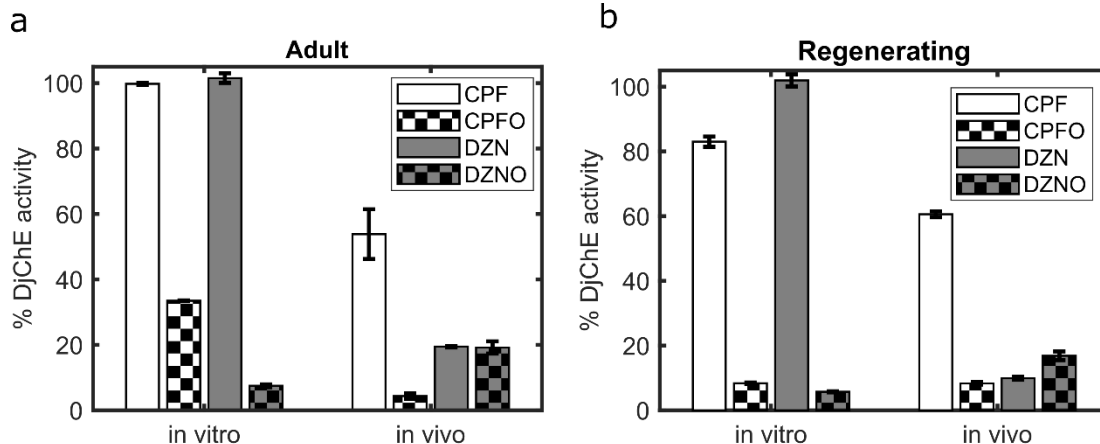 a
Adult
% DjChE activity
100
80
60
40
20
0
CPF
CPFO
DZN
DZNO
in vitro
in vivo
b
Regenerating
% DjChE activity
100
80
60
40
20
0
CPF
CPFO
DZN
DZNO
in vitro
in vivo